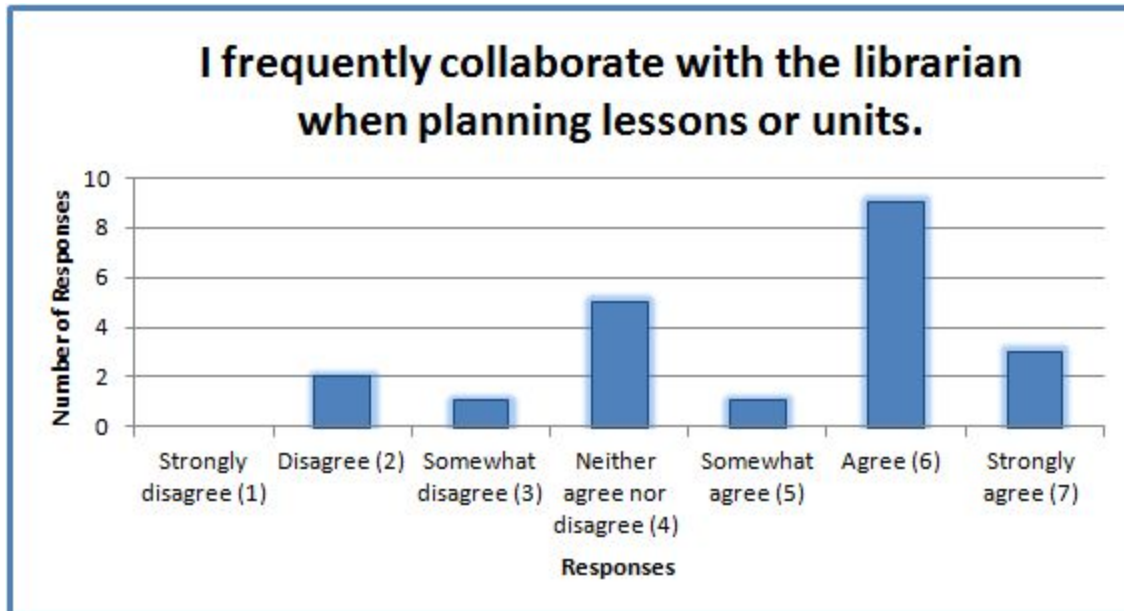 I frequently collaborate with the librarian
when planning lessons or units.
Number of Responses
10
8
6
4
2
0
Strongly
disagree (1)
Disagree (2)
Somewhat
disagree (3)
Neither
agree nor
disagree (4)
Somewhat
agree (5)
Agree (6)
Strongly
agree (7)
Responses